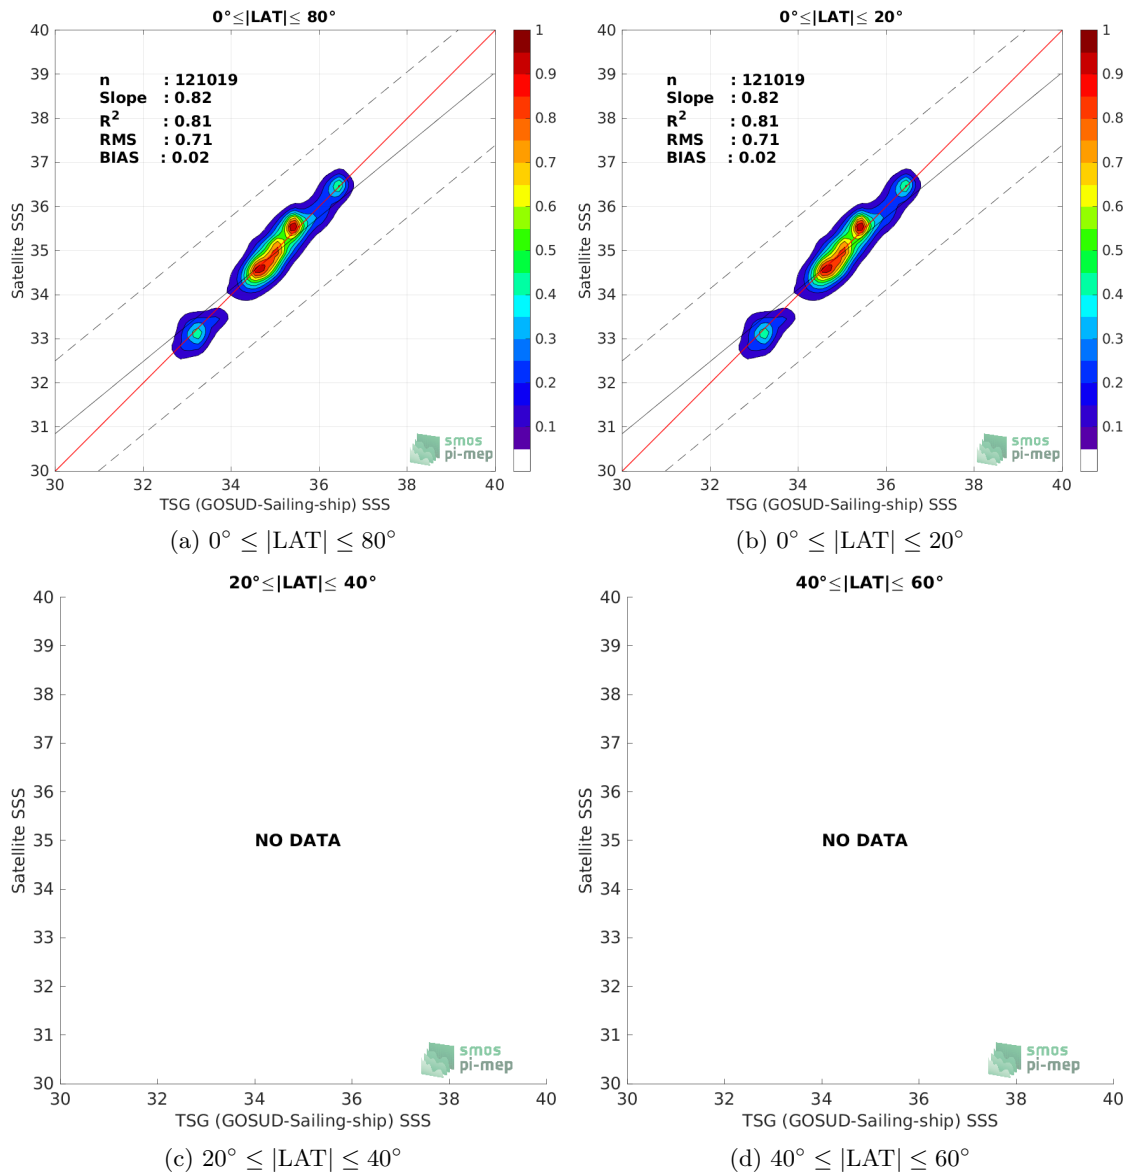 0°≤|LAT|≤ 80°
40
39
38
37
36
35
34
33
32
31
30
Satellite SSS
n : 121019
Slope : 0.82
R2 : 0.81
RMS : 0.71
BIAS : 0.02
smos
pi-mep
30 32 34 36 38 40
TSG (GOSUD-Sailing-ship) SSS
1
0.9
0.8
0.7
0.6
0.5
0.4
0.3
0.2
0.1
(a) 0° ≤ |LAT| ≤ 80°
0°≤|LAT|≤ 20°
40
39
38
37
36
35
34
33
32
31
30
Satellite SSS
n : 121019
Slope : 0.82
R2 : 0.81
RMS : 0.71
BIAS : 0.02
smos
pi-mep
30 32 34 36 38 40
TSG (GOSUD-Sailing-ship) SSS
1
0.9
0.8
0.7
0.6
0.5
0.4
0.3
0.2
0.1
(b) 0° ≤ |LAT| ≤ 20°
20°≤|LAT|≤ 40°
40
39
38
37
36
35
34
33
32
31
30
Satellite SSS
NO DATA
smos
pi-mep
30 32 34 36 38 40
TSG (GOSUD-Sailing-ship) SSS
(c) 20° ≤ |LAT| ≤ 40°
40°≤|LAT|≤ 60°
40
39
38
37
36
35
34
33
32
31
30
Satellite SSS
NO DATA
smos
pi-mep
30 32 34 36 38 40
TSG (GOSUD-Sailing-ship) SSS
(d) 40° ≤ |LAT| ≤ 60°